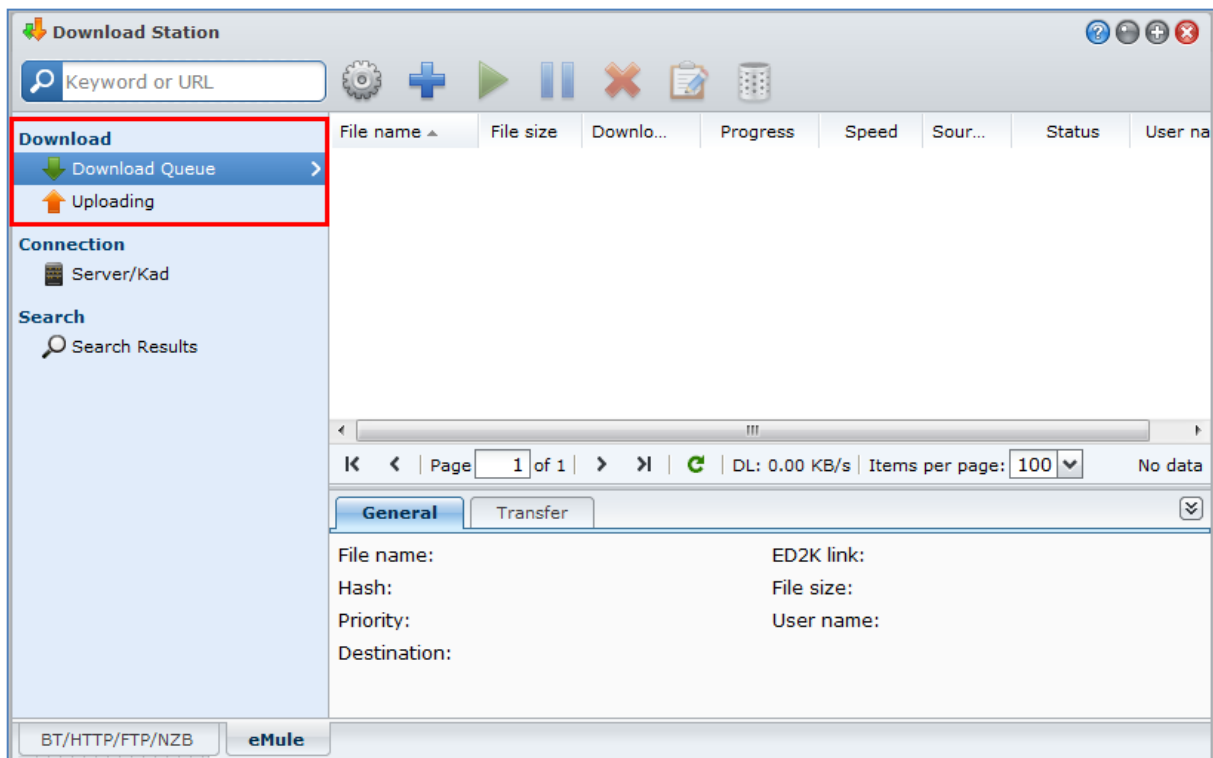 Download Station
Keyword or URL
Download
Download Queue
Uploading
Connection
Server/Kad
Search
Search Results
File name File size Downlo... Progress Speed Sour... Status User na
Page 1 of 1 DL: 0.00 KB/s Items per page: 100 No data
General Transfer
File name: ED2K link:
Hash: File size:
Priority: User name:
Destination:
BT/HTTP/FTP/NZB eMule